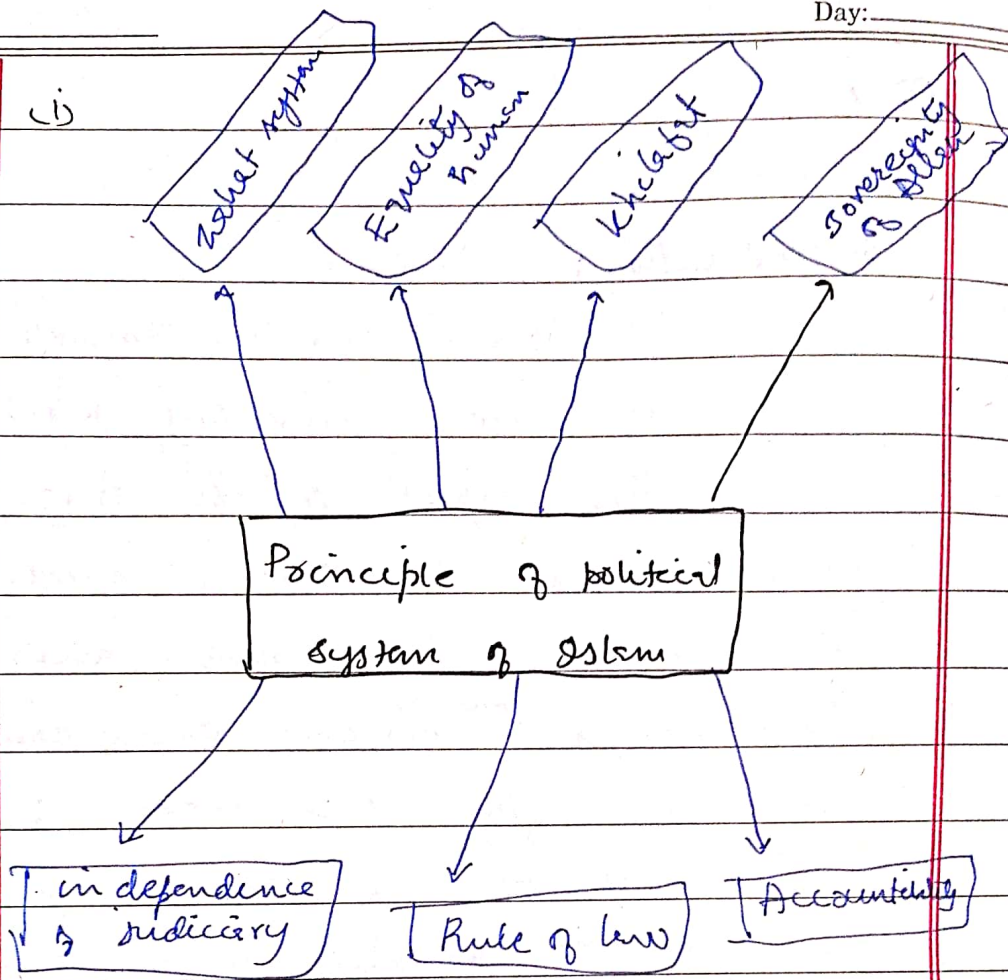 Day:
(i)
Zakat system
Equality of
human
Khilafat
Sovereignty
of Allah
Principle of political
system of Islam
independence
of judiciary
Rule of law
Accountibility